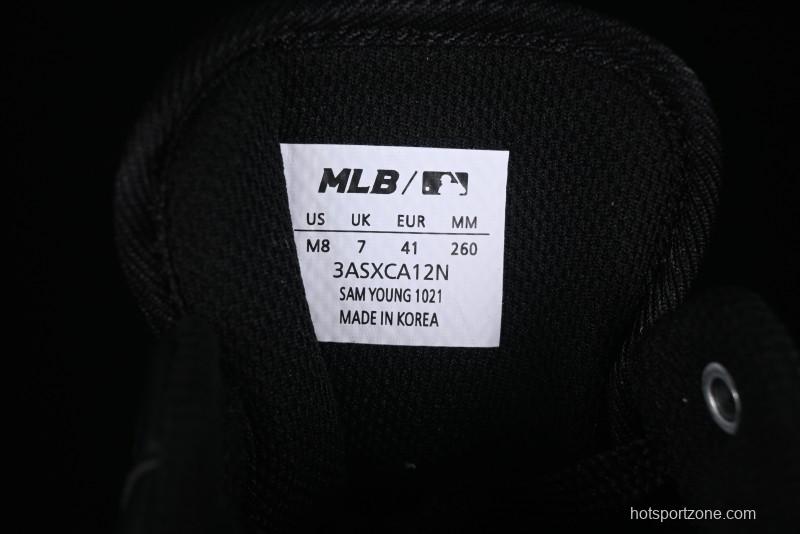 MLB/
US UK EUR MM
M8 7 41 260
3ASXCA12N
SAM YOUNG 1021
MADE IN KOREA
hotsportzone.com